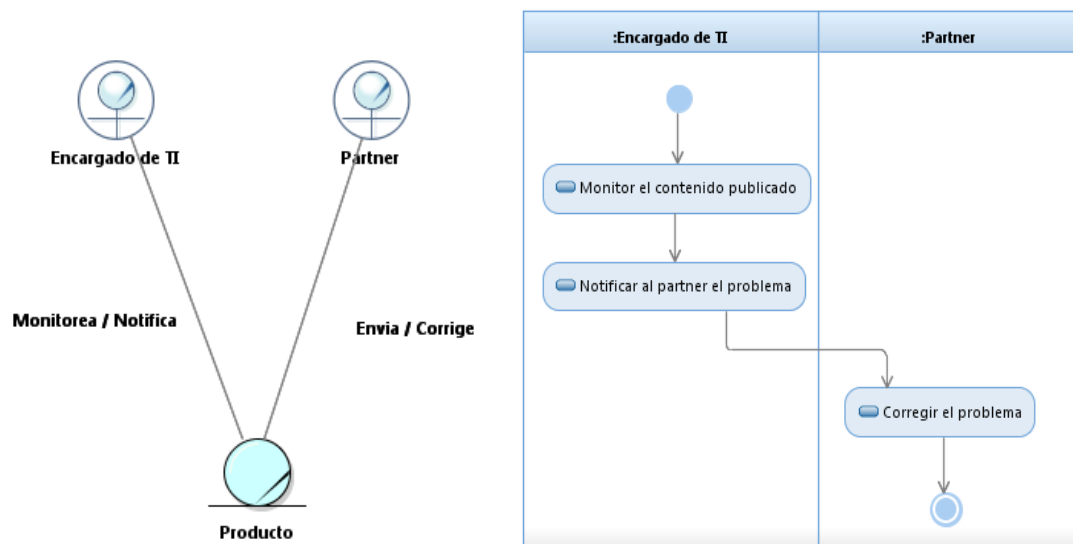 Encargado de TI
Partner
Monitorea / Notifica
Envia / Corrige
Producto
:Encargado de TI
:Partner
Monitor el contenido publicado
Notificar al partner el problema
Corregir el problema